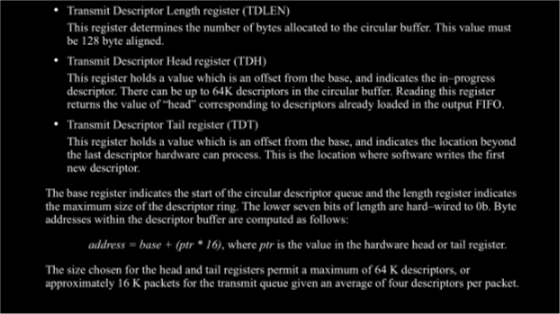 • Transmit Descriptor Length register (TDLEN)
This register determines the number of bytes allocated to the circular buffer. This value must
be 128 byte aligned.
• Transmit Descriptor Head register (TDH)
This register holds a value which is an offset from the base, and indicates the in–progress
descriptor. There can be up to 64K descriptors in the circular buffer. Reading this register
returns the value of “head” corresponding to descriptors already loaded in the output FIFO.
• Transmit Descriptor Tail register (TDT)
This register holds a value which is an offset from the base, and indicates the location beyond
the last descriptor hardware can process. This is the location where software writes the first
new descriptor.
The base register indicates the start of the circular descriptor queue and the length register indicates
the maximum size of the descriptor ring. The lower seven bits of length are hard–wired to 0b. Byte
addresses within the descriptor buffer are computed as follows:
address = base + (ptr * 16), where ptr is the value in the hardware head or tail register.
The size chosen for the head and tail registers permit a maximum of 64 K descriptors, or
approximately 16 K packets for the transmit queue given an average of four descriptors per packet.